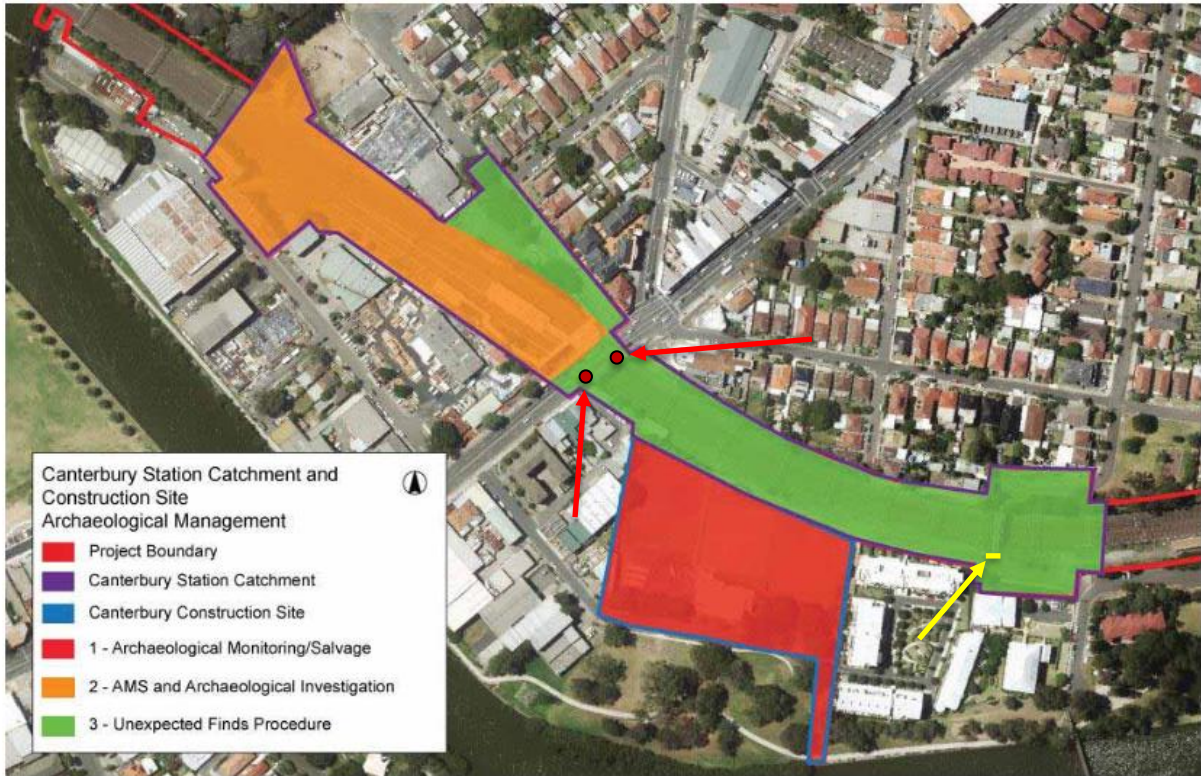 Canterbury Station Catchment and
Construction Site
Archaeological Management
Project Boundary
Canterbury Station Catchment
Canterbury Construction Site
1 - Archaeological Monitoring/Salvage
2 - AMS and Archaeological Investigation
3 - Unexpected Finds Procedure